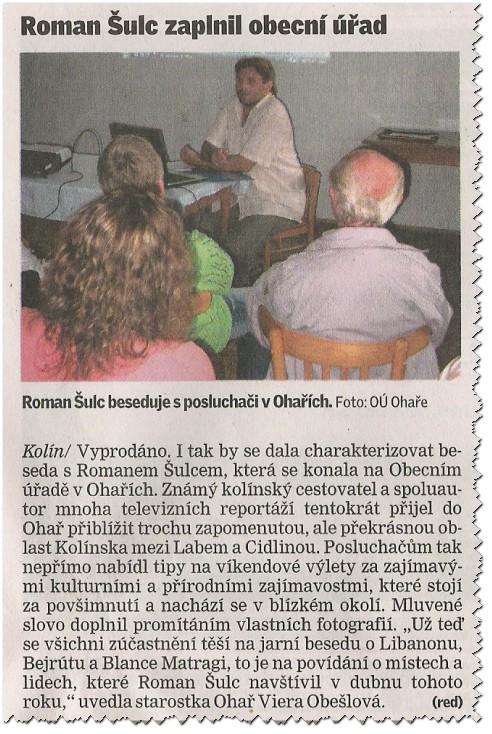 Roman Šulc zaplnil obecní úřad
Roman Šulc beseduje s posluchači v Ohařích. Foto: OÚ Ohaře
Kolín/ Vyprodáno. I tak by se dala charakterizovat be-
seda s Romanem Šulcem, která se konala na Obecním
úřadě v Ohařích. Známý kolínský cestovatel a spoluau-
tor mnoha televizních reportáží tentokrát přijel do
Ohař přiblížit trochu zapomenutou, ale překrásnou ob-
last Kolínska mezi Labem a Cidlinou. Posluchačům tak
nepřímo nabídl tipy na víkendové výlety za zajímavý-
mi kulturními a přírodními zajímavostmi, které stojí
za povšimnutí a nachází se v blízkém okolí. Mluvené
slovo doplnil promítáním vlastních fotografií. „Už teď
se všichni zúčastnění těší na jarní besedu o Libanonu,
Bejrútu a Blance Matragi, to je na povídání o místech a
lidech, které Roman Šulc navštívil v dubnu tohoto
roku,“ uvedla starostka Ohař Viera Obešlová. (red)